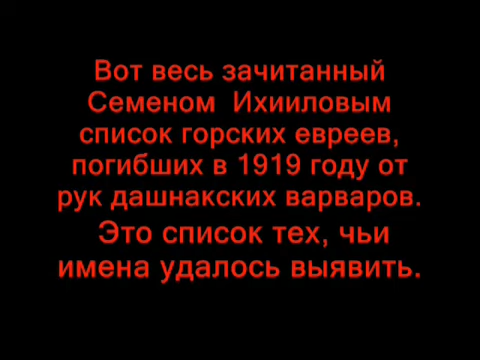 Вот весь зачитанный
Семеном Ихииловым
список горских евреев,
погибших в 1919 году от
рук дашнакских варваров.
Это список тех, чьи
имена удалось выявить.